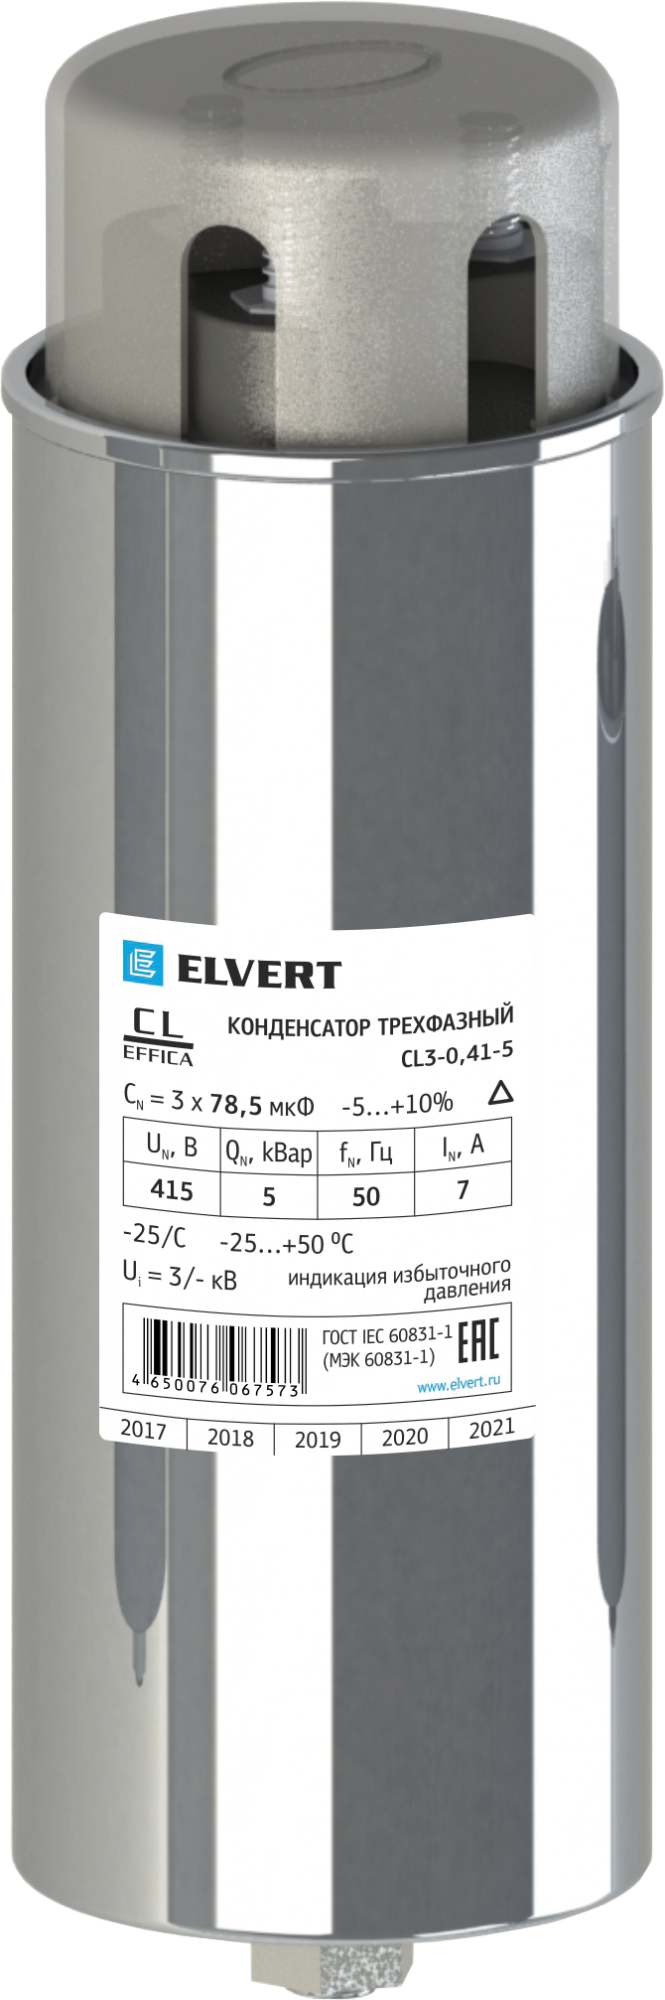 ELVERT
CL
EFFICA
КОНДЕНСАТОР ТРЕХФАЗНЫЙ
CL3-0,41-5
CN = 3 x 78,5 мкФ -5...+10%
UN, В QN, kВар fN, Гц IN, А
415 5 50 7
-25/C -25...+50 ⁰C
Ui = 3/- кВ
индикация избыточного
давления
ГОСТ IEC 60831-1
(МЭК 60831-1)
EAC
4 650076 067573
www.elvert.ru
2017 2018 2019 2020 2021